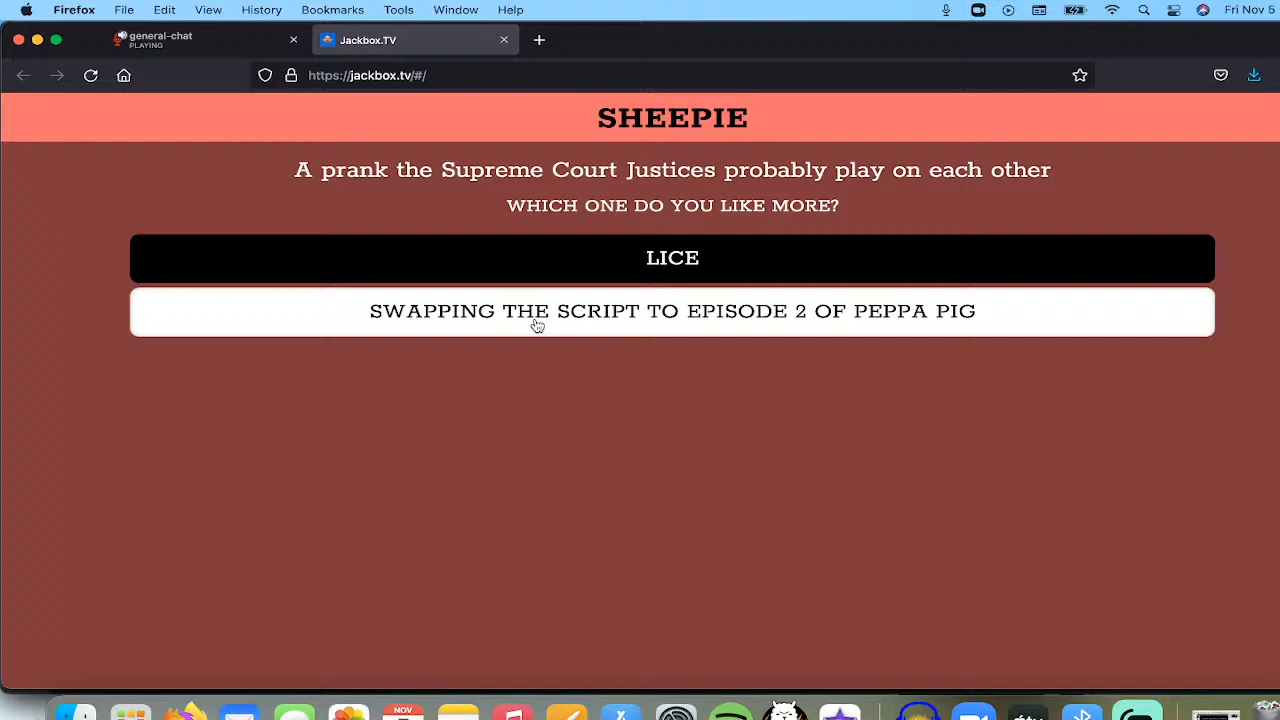 Firefox File Edit View History Bookmarks Tools Window Help Fri Nov 5
general-chat
PLAYING
Jackbox.TV
https://jackbox.tv/#/
SHEEPIE
A prank the Supreme Court Justices probably play on each other
WHICH ONE DO YOU LIKE MORE?
LICE
SWAPPING THE SCRIPT TO EPISODE 2 OF PEPPA PIG
NOV